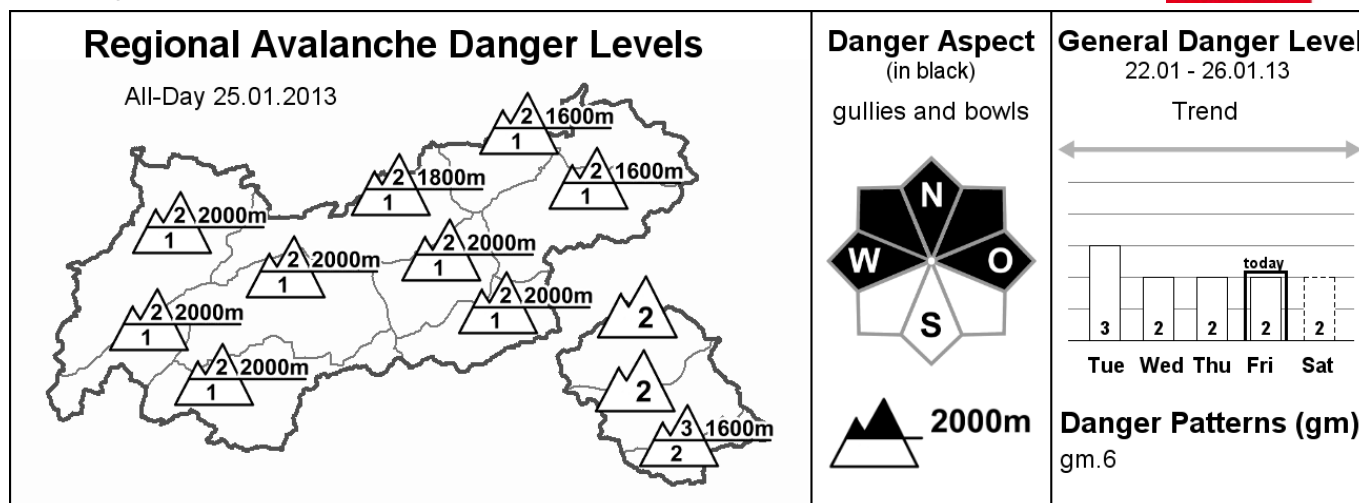 Regional Avalanche Danger Levels
All-Day 25.01.2013
2 1600m
1
2 1600m
1
2 1800m
1
2 2000m
1
2 2000m
1
2 2000m
1
2 2000m
1
2 2000m
1
2 2000m
1
2
2
3 1600m
2
Danger Aspect
(in black)
gullies and bowls
N
W O
S
2000m
General Danger Level
22.01 - 26.01.13
Trend
today
3 2 2 2 2
Tue Wed Thu Fri Sat
Danger Patterns (gm)
gm.6